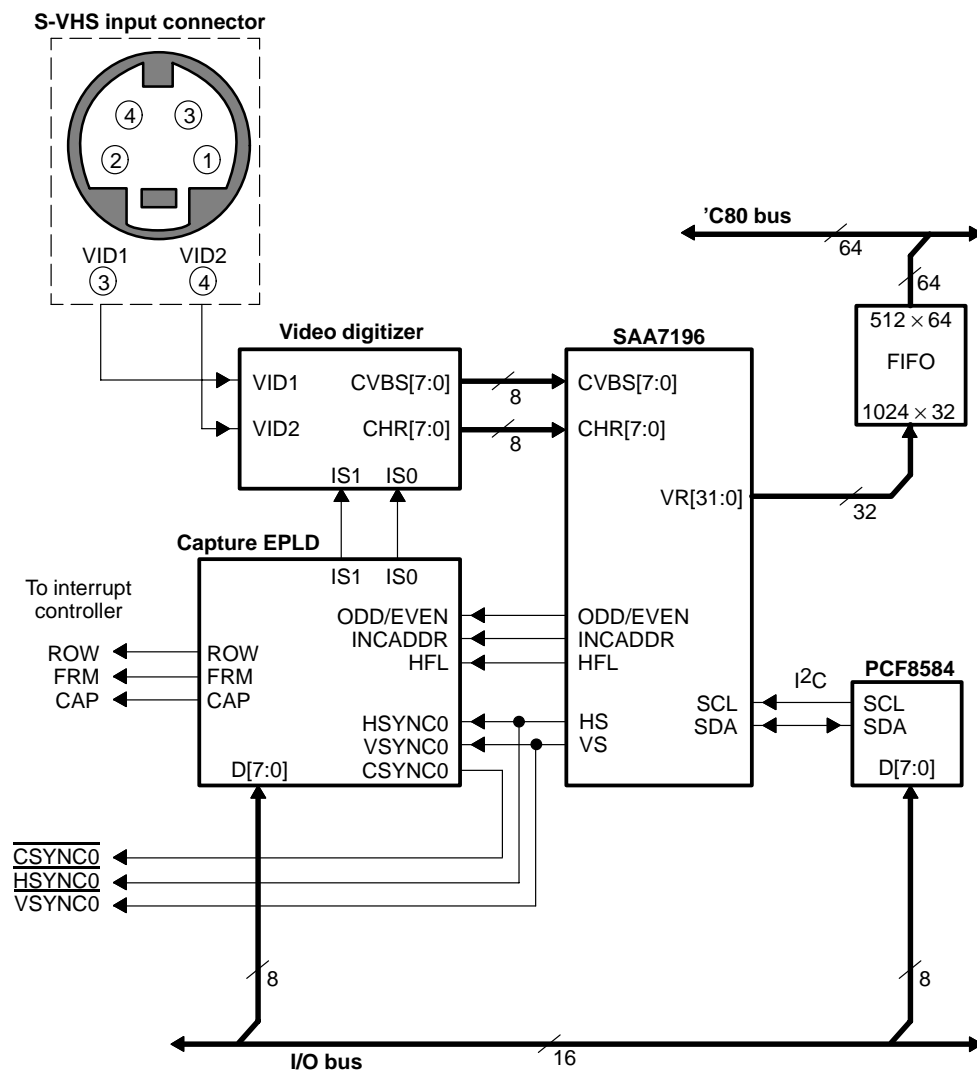 S-VHS input connector
4 3
2 1
VID1 VID2
3 4
'C80 bus
64
64
512 × 64
FIFO
1024 × 32
Video digitizer
SAA7196
VID1 CVBS[7:0]
8
CVBS[7:0]
VID2 CHR[7:0]
8
CHR[7:0]
IS1 IS0
VR[31:0]
32
Capture EPLD
IS1 IS0
To interrupt
controller
ODD/EVEN
ODD/EVEN
INCADDR
INCADDR
HFL
HFL
ROW
ROW
FRM
FRM
CAP
CAP
PCF8584
I2C
SCL
SCL
SDA
SDA
HSYNC0
HS
VSYNC0
VS
CSYNC0
D[7:0]
D[7:0]
CSYNC0
HSYNC0
VSYNC0
8
8
I/O bus
16